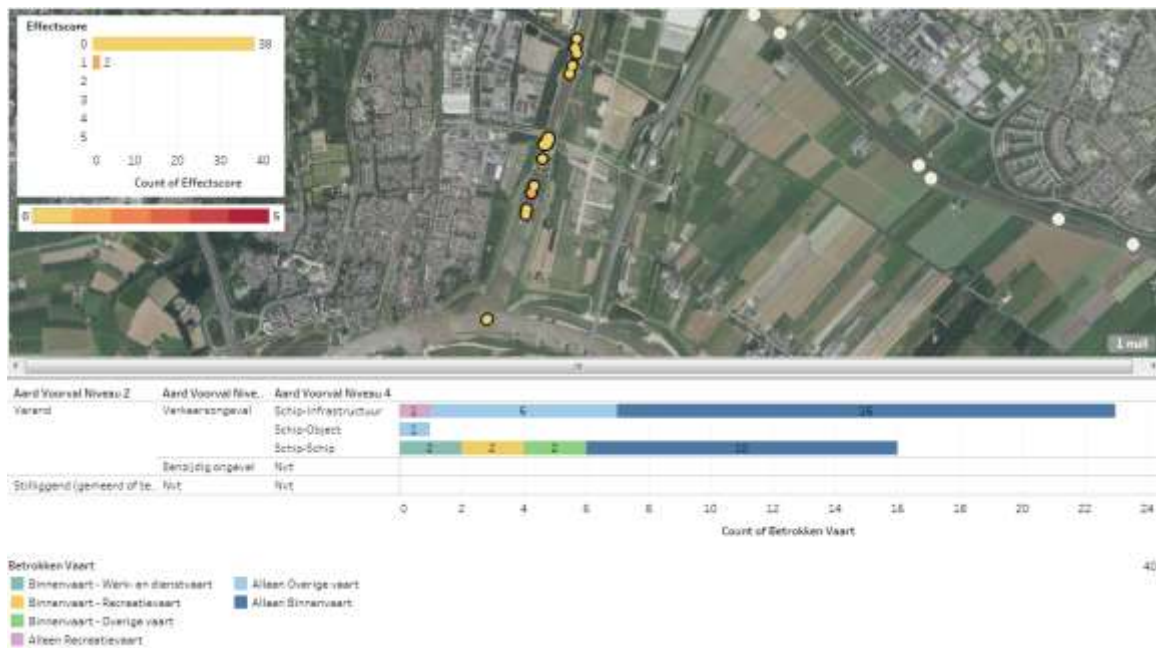 Effectscore
0 38
1 2
2
3
4
5
0 10 20 30 40
Count of Effectscore
0 5
1 mijl
Aard Voorval Niveau 2 Aard Voorval Nive.. Aard Voorval Niveau 4
Varend Verkeersongeval Schip-Infrastructuur 1 6 16
Schip-Object 1
Schip-Schip 2 2 2 10
Eenzijdig ongeval Nvt
Stilliggend (gemeerd of te.. Nvt Nvt
0 2 4 6 8 10 12 14 16 18 20 22 24
Count of Betrokken Vaart
Betrokken Vaart 40
Binnenvaart - Werk- en dienstvaart Alleen Overige vaart
Binnenvaart - Recreatievaart Alleen Binnenvaart
Binnenvaart - Overige vaart
Alleen Recreatievaart